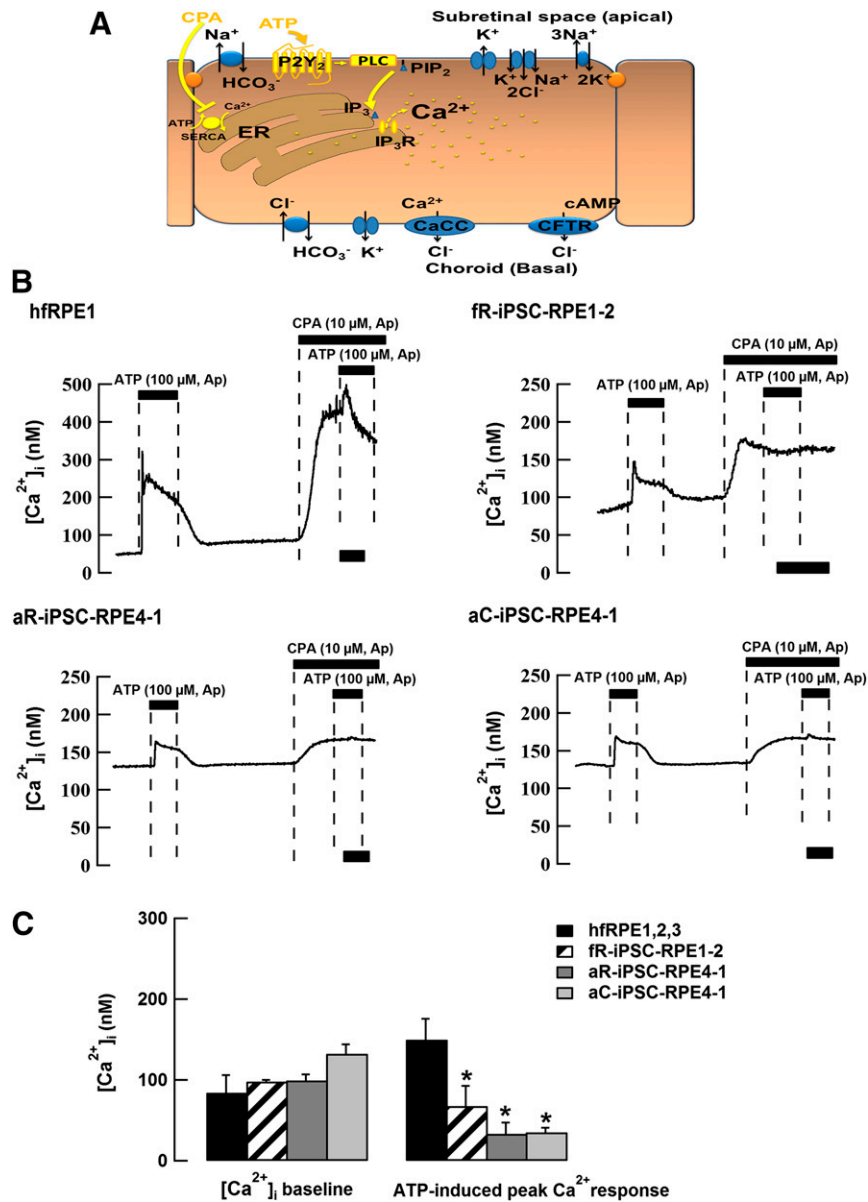 A
Subretinal space (apical)
CPA
ATP
Na+
K+
3Na+
P2Y2
PLC
PIP2
HCO3-
K+
Na+
2Cl-
2K+
IP3
Ca2+
Ca2+
ATP
SERCA
ER
IP3R
Cl-
Ca2+
cAMP
CaCC
CFTR
HCO3-
K+
Cl-
Cl-
Choroid (Basal)
B
hfRPE1
CPA (10 µM, Ap)
ATP (100 µM, Ap)
ATP (100 µM, Ap)
[Ca2+]i (nM)
500
400
300
200
100
0
fR-iPSC-RPE1-2
CPA (10 µM, Ap)
ATP (100 µM, Ap)
ATP (100 µM, Ap)
[Ca2+]i (nM)
250
200
150
100
50
0
aR-iPSC-RPE4-1
CPA (10 µM, Ap)
ATP (100 µM, Ap)
ATP (100 µM, Ap)
[Ca2+]i (nM)
250
200
150
100
50
0
aC-iPSC-RPE4-1
CPA (10 µM, Ap)
ATP (100 µM, Ap)
ATP (100 µM, Ap)
[Ca2+]i (nM)
250
200
150
100
50
0
C
[Ca2+]i (nM)
300
200
100
0
hfRPE1,2,3
fR-iPSC-RPE1-2
aR-iPSC-RPE4-1
aC-iPSC-RPE4-1
* * *
[Ca2+]i baseline
ATP-induced peak Ca2+ response